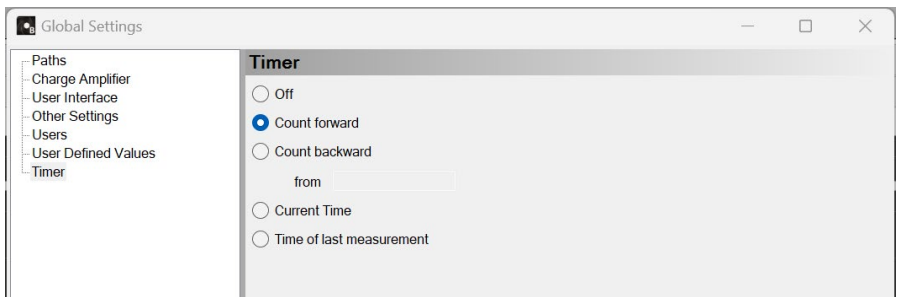 Global Settings
Paths
Charge Amplifier
User Interface
Other Settings
Users
User Defined Values
Timer
Timer
Off
Count forward
Count backward
from
Current Time
Time of last measurement